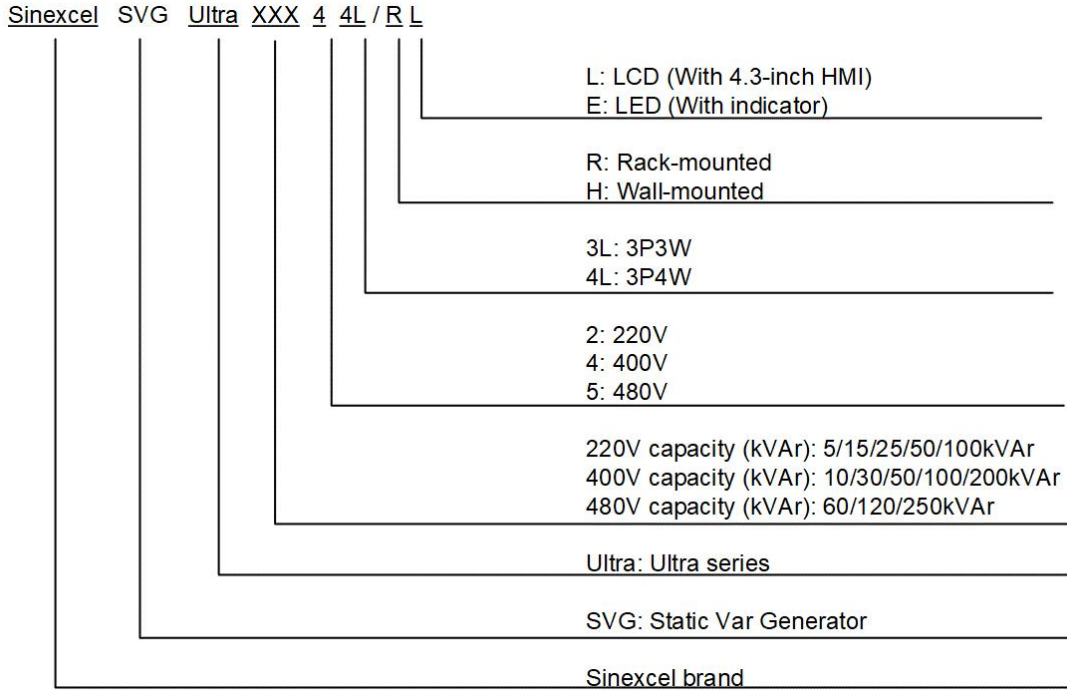 Sinexcel SVG Ultra XXX 4 4L / R L
L: LCD (With 4.3-inch HMI)
E: LED (With indicator)
R: Rack-mounted
H: Wall-mounted
3L: 3P3W
4L: 3P4W
2: 220V
4: 400V
5: 480V
220V capacity (kVAr): 5/15/25/50/100kVAr
400V capacity (kVAr): 10/30/50/100/200kVAr
480V capacity (kVAr): 60/120/250kVAr
Ultra: Ultra series
SVG: Static Var Generator
Sinexcel brand